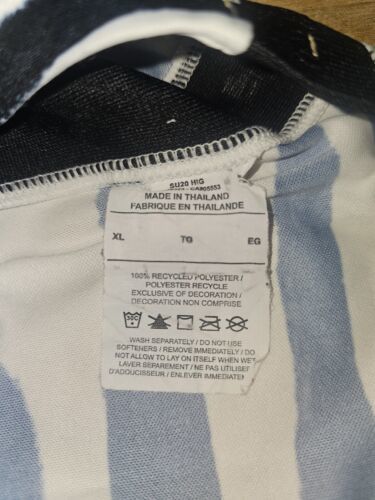 SU20 HIG
MADE IN THAILAND
FABRIQUE EN THAILANDE
XL TG EG
100% RECYCLED POLYESTER /
POLYESTER RECYCLE
EXCLUSIVE OF DECORATION /
DECORATION NON COMPRISE
30C
WASH SEPARATELY / DO NOT USE
SOFTENERS / REMOVE IMMEDIATELY / DO
NOT ALLOW TO LAY ON ITSELF WHEN WET
LAVER SEPAREMENT / NE PAS UTILISER
D'ADOUCISSEUR / ENLEVER IMMEDIATEM